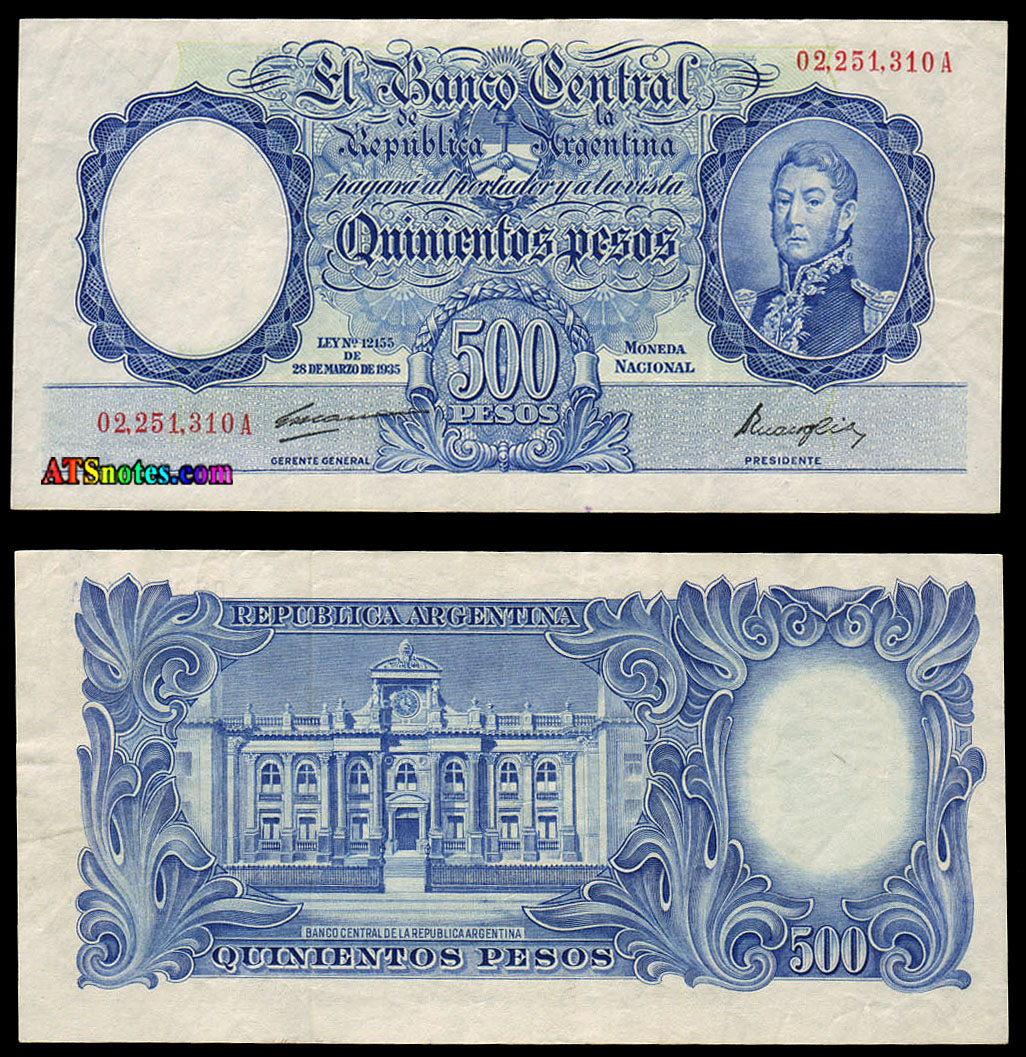 02,251,310A
El Banco Central
de la
República Argentina
pagará al portador y a la vista
Quinientos pesos
LEY Nº 12155
DE
28 DE MARZO DE 1935
500
PESOS
MONEDA
NACIONAL
02,251,310A
GERENTE GENERAL
PRESIDENTE
ATSnotes.com
REPUBLICA ARGENTINA
BANCO CENTRAL DE LA REPUBLICA ARGENTINA
QUINIENTOS PESOS
500